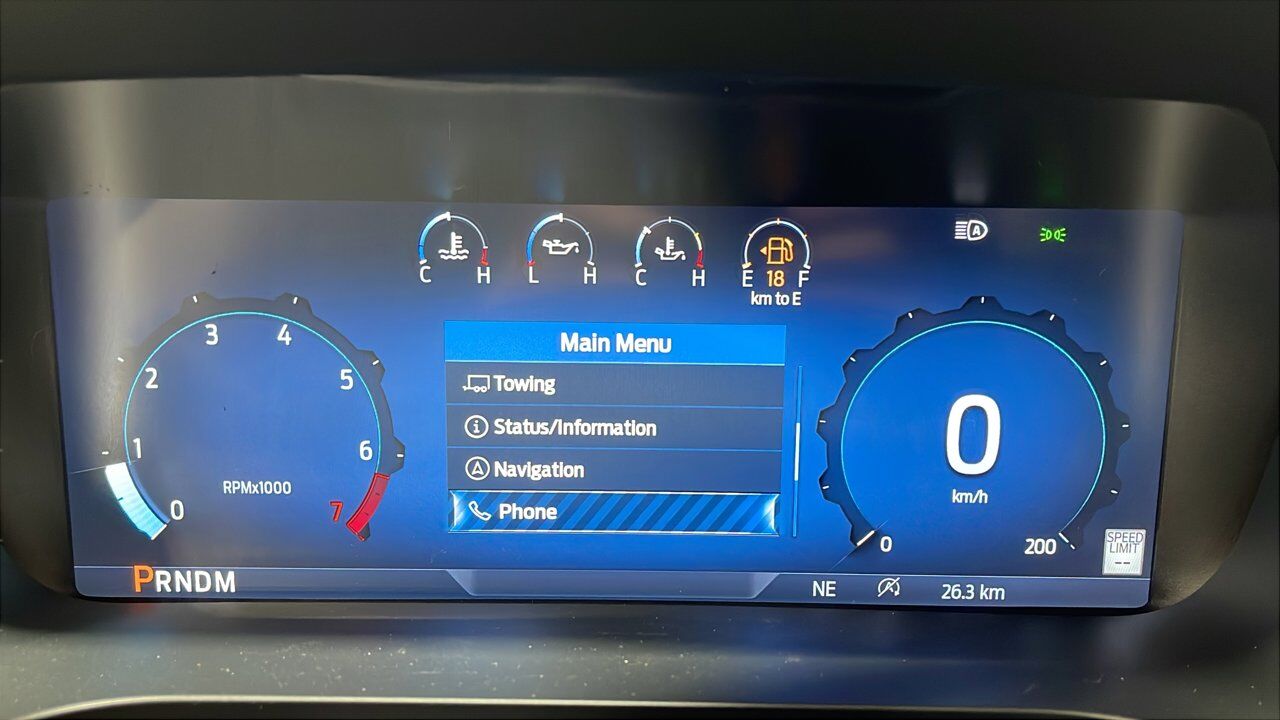 C H
L H
C H
E 18 F
km to E
Main Menu
Towing
Status/Information
Navigation
Phone
0
1
2
3
4
5
6
7
RPMx1000
0
km/h
0
200
SPEED
LIMIT
--
PRNDM
NE
26.3 km